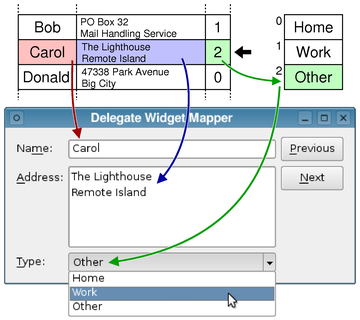 Bob
PO Box 32
Mail Handling Service
1
0
Home
Carol
The Lighthouse
Remote Island
2
1
Work
Donald
47338 Park Avenue
Big City
0
2
Other
Delegate Widget Mapper
Name:
Carol
Previous
Address:
The Lighthouse
Remote Island
Next
Type:
Other
Home
Work
Other